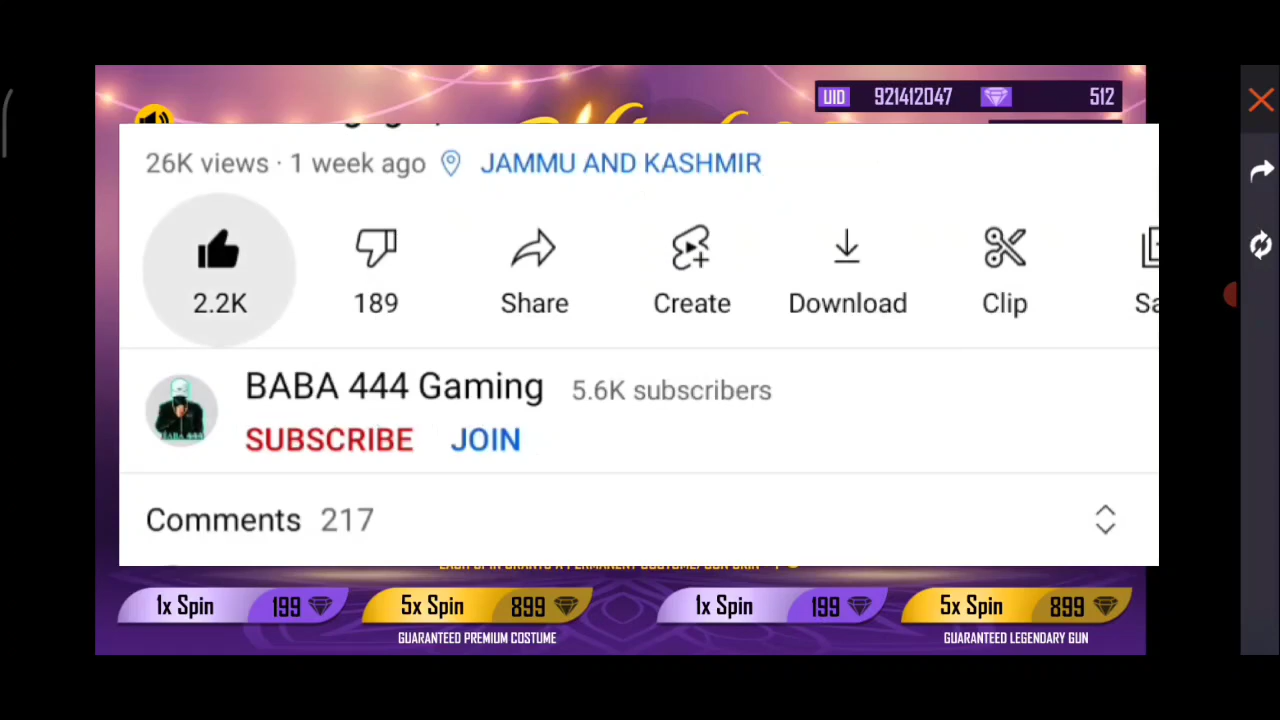 UID 921412047 512
26K views · 1 week ago JAMMU AND KASHMIR
2.2K 189 Share Create Download Clip
BABA 444 Gaming 5.6K subscribers
BABA 444
SUBSCRIBE JOIN
Comments 217
1x Spin 199 5x Spin 899 1x Spin 199 5x Spin 899
GUARANTEED PREMIUM COSTUME GUARANTEED LEGENDARY GUN